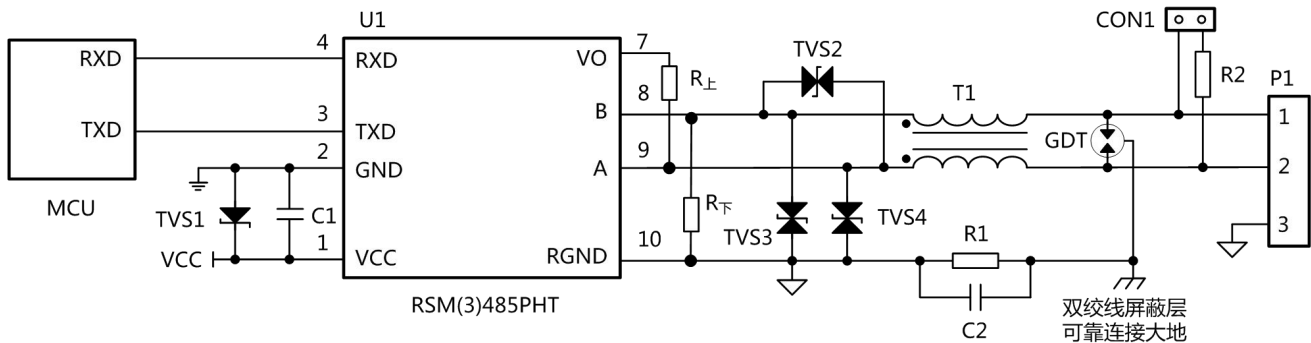 U1
CON1
MCU
RXD
TXD
4
3
2
1
RXD
TXD
GND
VCC
VO
B
A
RGND
7
8
9
10
RSM(3)485PHT
TVS1
C1
VCC
R上
R下
TVS2
TVS3
TVS4
T1
GDT
R1
C2
R2
P1
1
2
3
双绞线屏蔽层
可靠连接大地